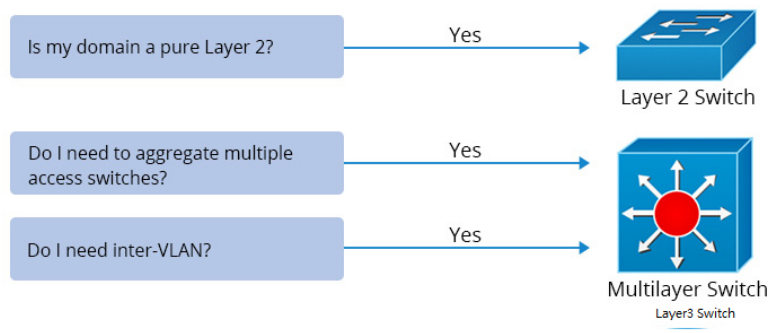 Is my domain a pure Layer 2?
Yes
Layer 2 Switch
Do I need to aggregate multiple
access switches?
Yes
Do I need inter-VLAN?
Yes
Multilayer Switch
Layer3 Switch